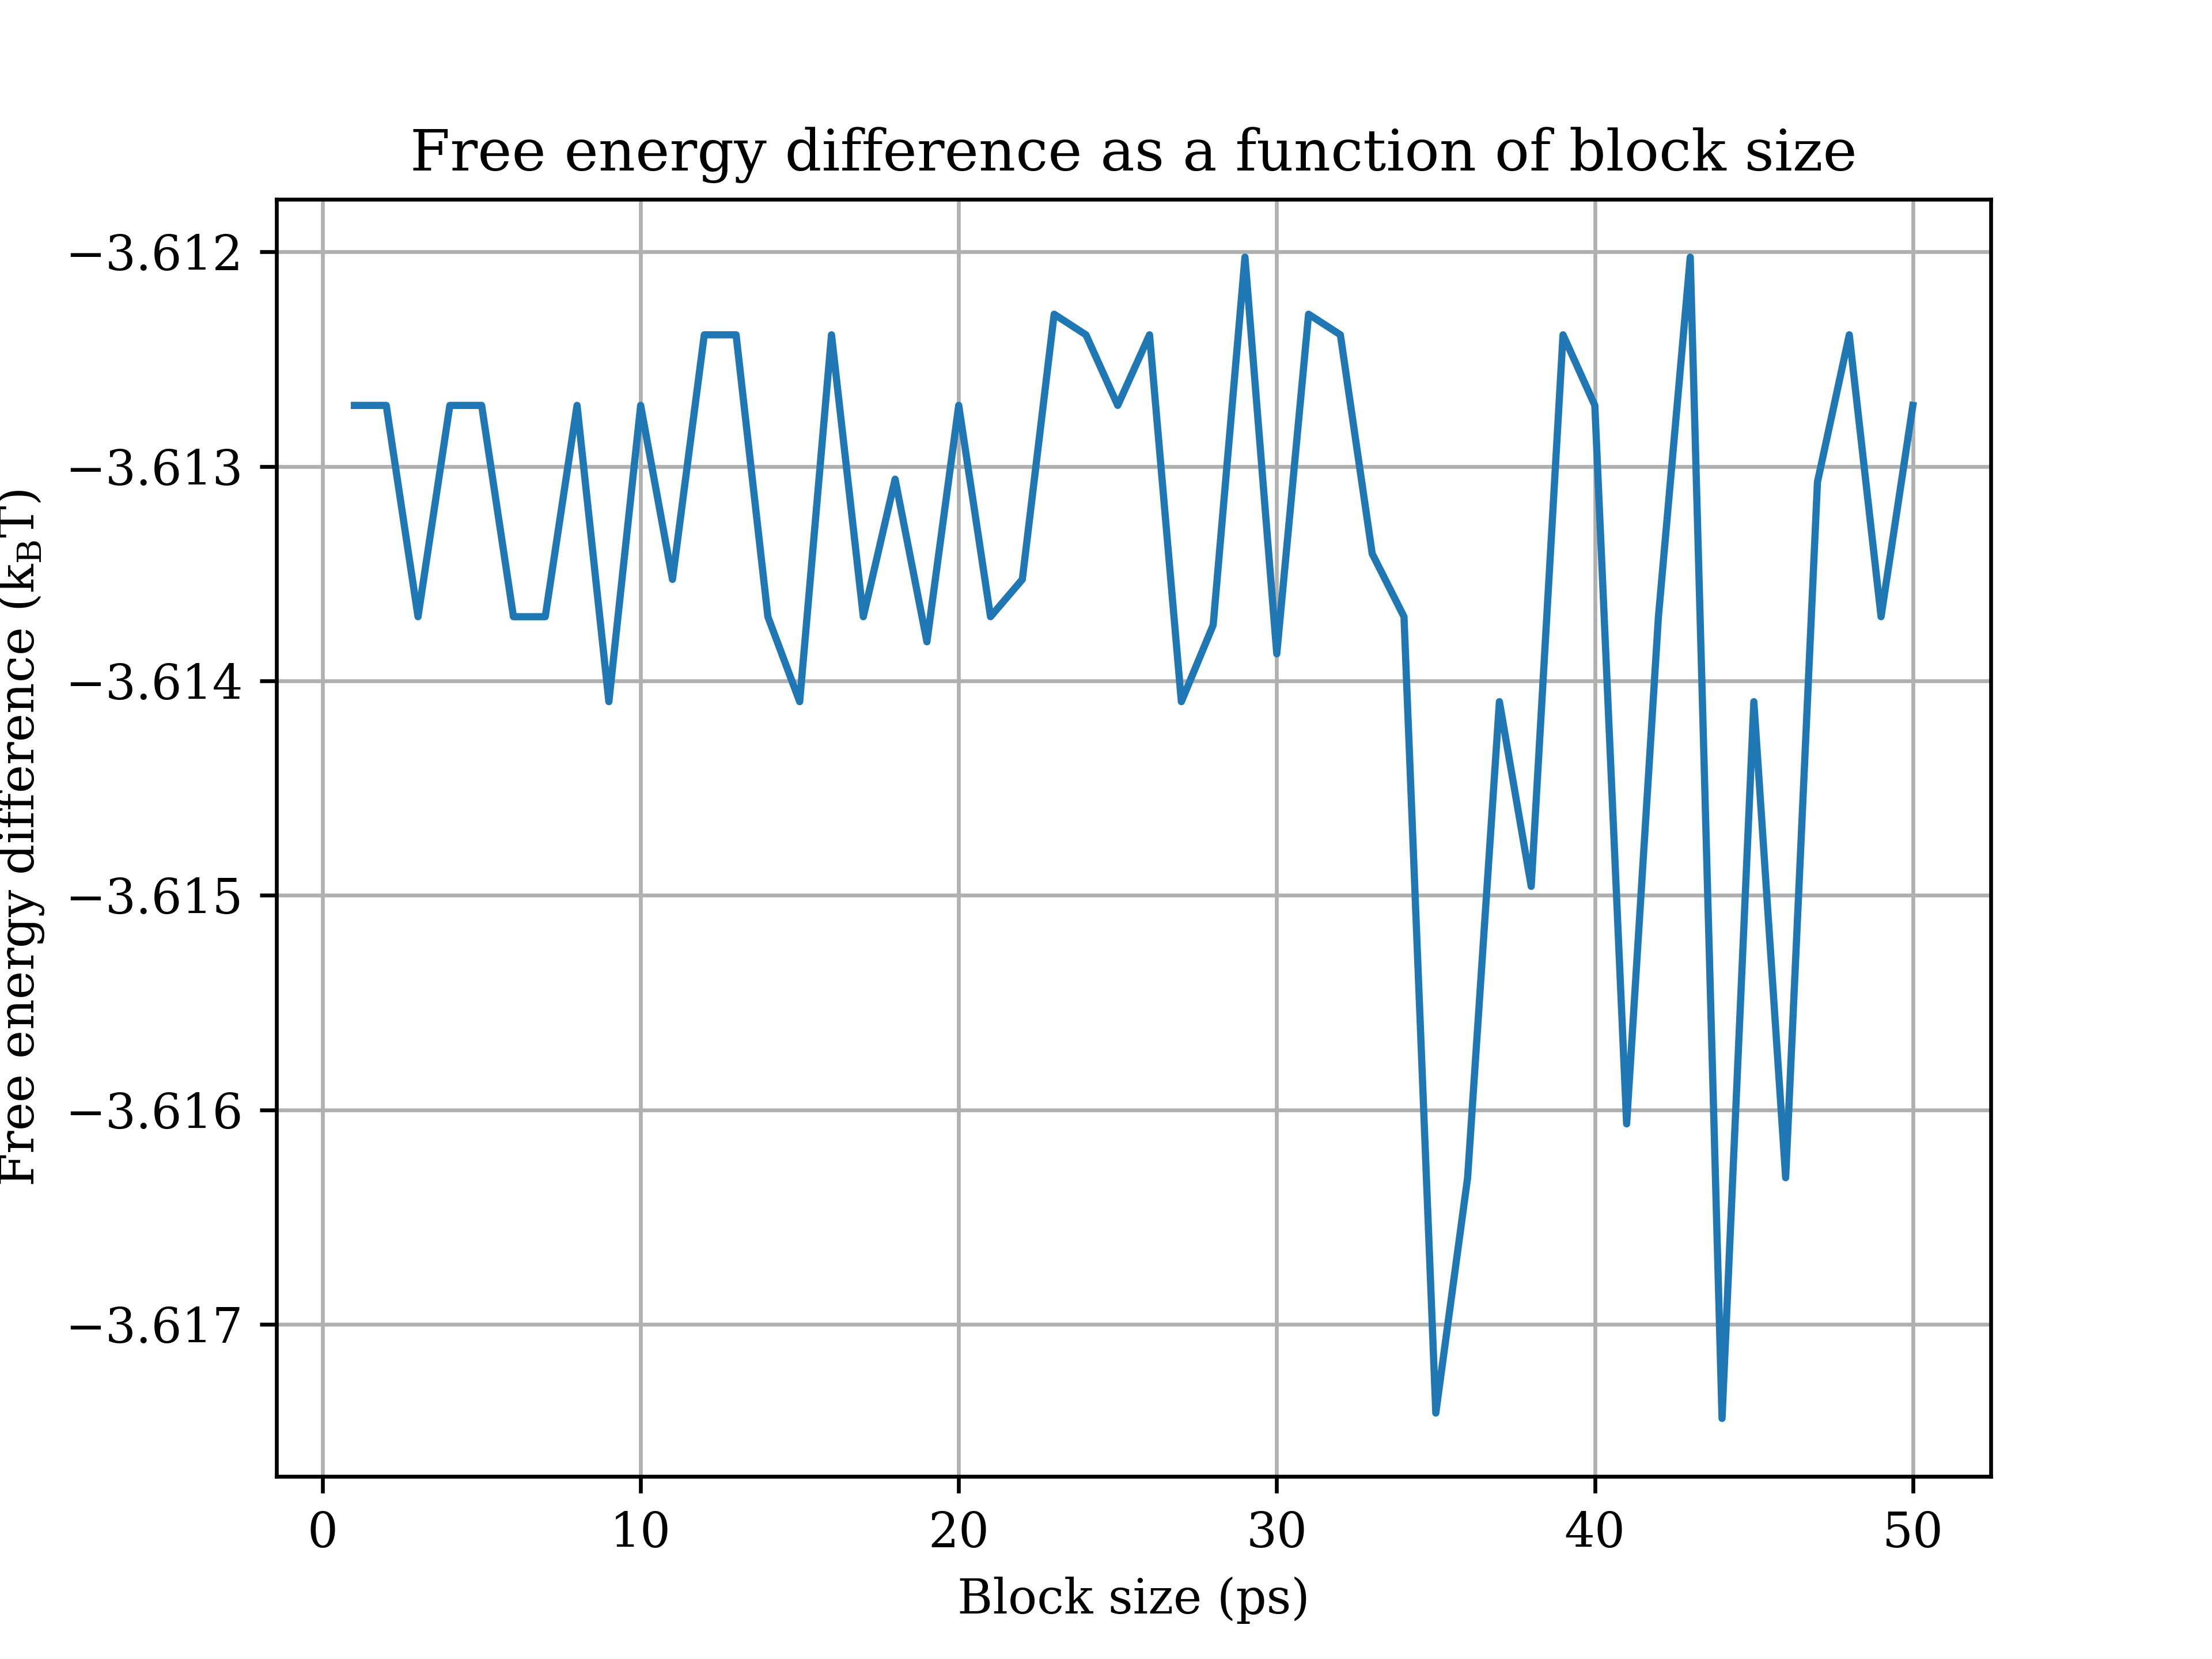 Free energy difference as a function of block size
Free energy difference (kBT)
−3.612
−3.613
−3.614
−3.615
−3.616
−3.617
0 10 20 30 40 50
Block size (ps)